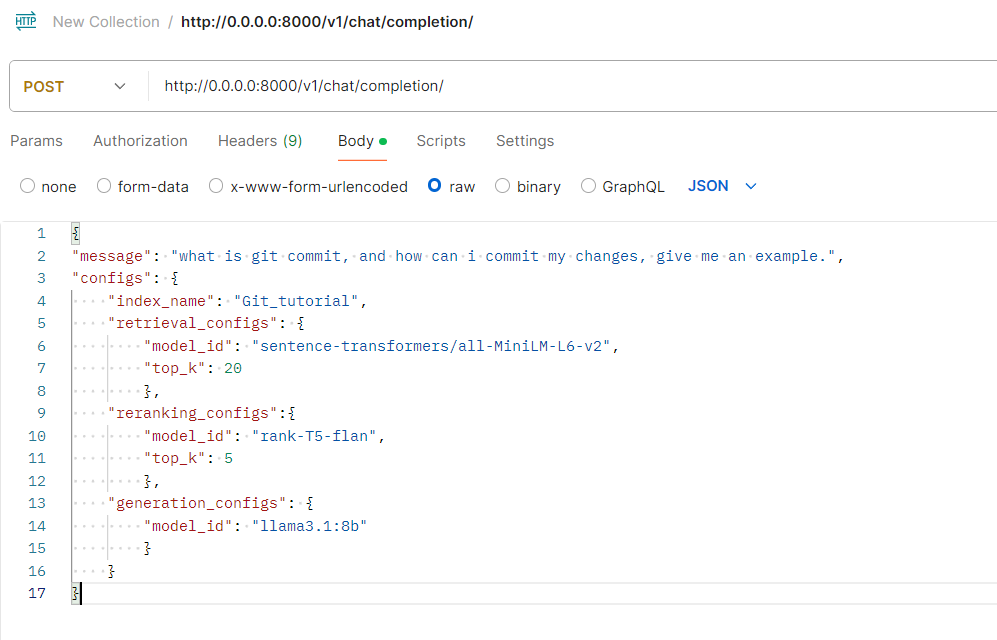 HTTP New Collection / http://0.0.0.0:8000/v1/chat/completion/
POST http://0.0.0.0:8000/v1/chat/completion/
Params Authorization Headers (9) Body Scripts Settings
none form-data x-www-form-urlencoded raw binary GraphQL JSON
1 {
2 "message": "what is git commit, and how can i commit my changes, give me an example.",
3 "configs": {
4 "index_name": "Git_tutorial",
5 "retrieval_configs": {
6 "model_id": "sentence-transformers/all-MiniLM-L6-v2",
7 "top_k": 20
8 },
9 "reranking_configs":{
10 "model_id": "rank-T5-flan",
11 "top_k": 5
12 },
13 "generation_configs": {
14 "model_id": "llama3.1:8b"
15 }
16 }
17 }